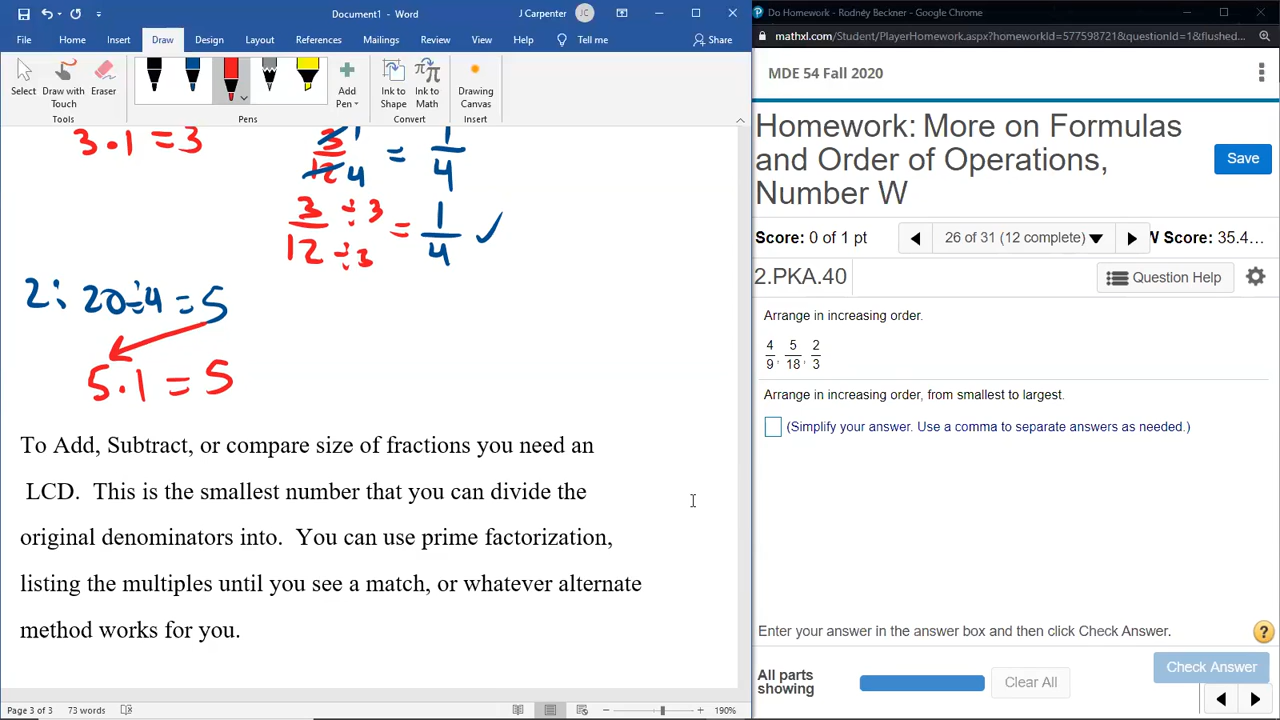 Document1 - Word
J Carpenter
JC
File Home Insert Draw Design Layout References Mailings Review View Help Tell me Share
Select
Draw with Touch
Eraser
Add Pen
Ink to Shape
Ink to Math
Drawing Canvas
Tools
Pens
Convert
Insert
3·1=3
3/12 1 4 = 1/4
3÷3/12÷3 = 1/4 ✓
2: 20÷4=5
5·1=5
To Add, Subtract, or compare size of fractions you need an
LCD. This is the smallest number that you can divide the
original denominators into. You can use prime factorization,
listing the multiples until you see a match, or whatever alternate
method works for you.
Page 3 of 3 73 words 190%
Do Homework - Rodney Beckner - Google Chrome
mathxl.com/Student/PlayerHomework.aspx?homeworkId=577598721&questionId=1&flushed...
MDE 54 Fall 2020
Homework: More on Formulas
and Order of Operations,
Number W
Save
Score: 0 of 1 pt
26 of 31 (12 complete)
W Score: 35.4...
2.PKA.40
Question Help
Arrange in increasing order.
4/9, 5/18, 2/3
Arrange in increasing order, from smallest to largest.
(Simplify your answer. Use a comma to separate answers as needed.)
Enter your answer in the answer box and then click Check Answer.
?
All parts
showing
Clear All
Check Answer